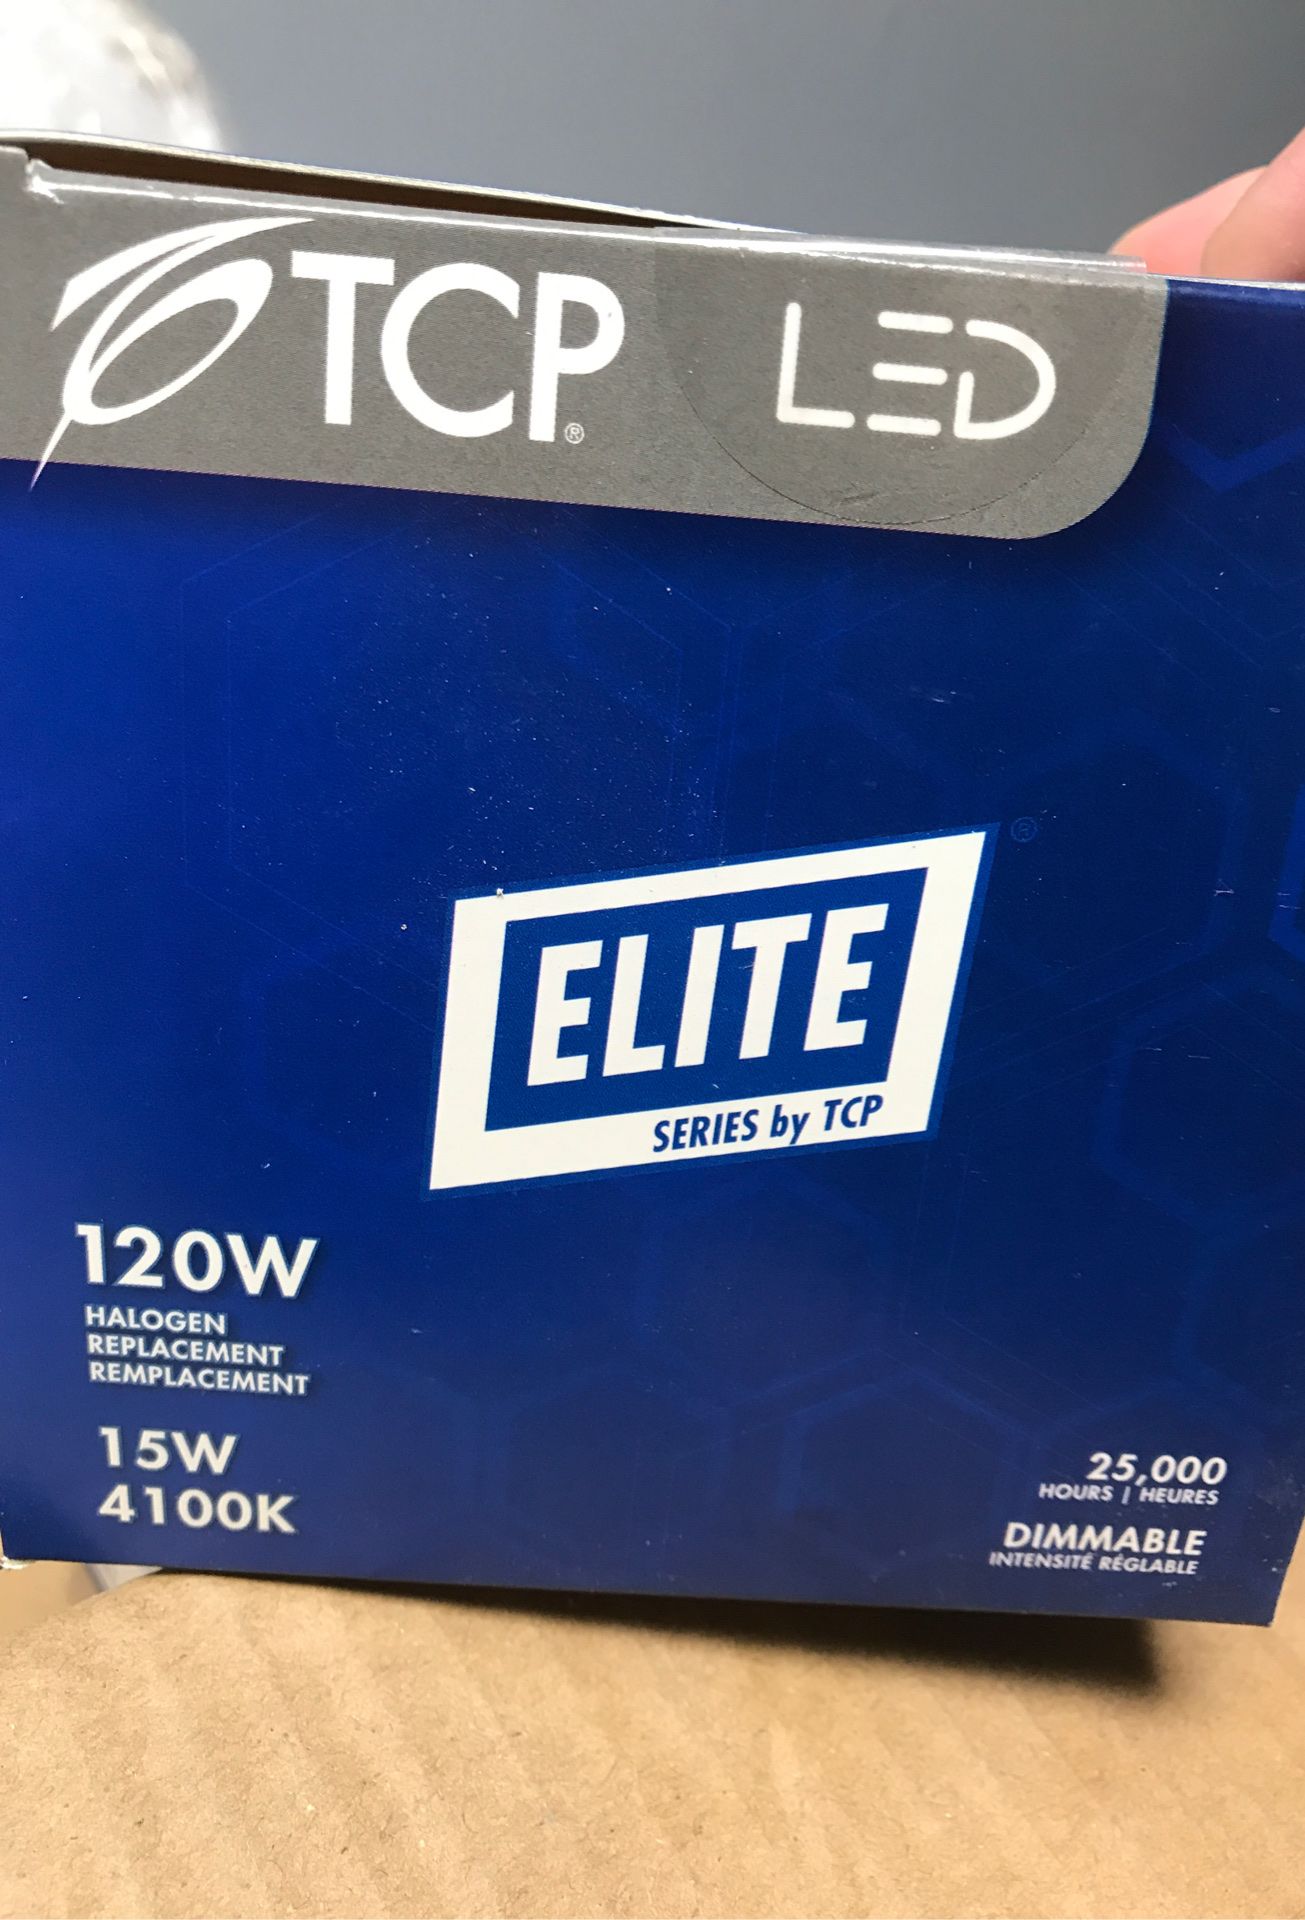 TCP® LED
ELITE®
SERIES by TCP
120W
HALOGEN
REPLACEMENT
REMPLACEMENT
15W
4100K
25,000
HOURS | HEURES
DIMMABLE
INTENSITÉ RÉGLABLE